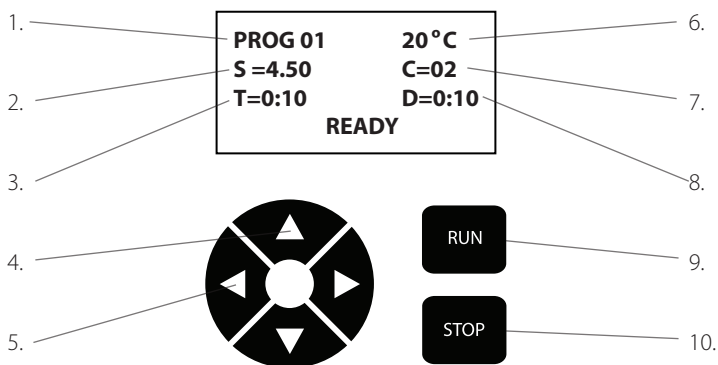 1. PROG 01 20°C 6.
2. S =4.50 C=02 7.
3. T=0:10 D=0:10 8.
READY
4. RUN 9.
5. STOP 10.